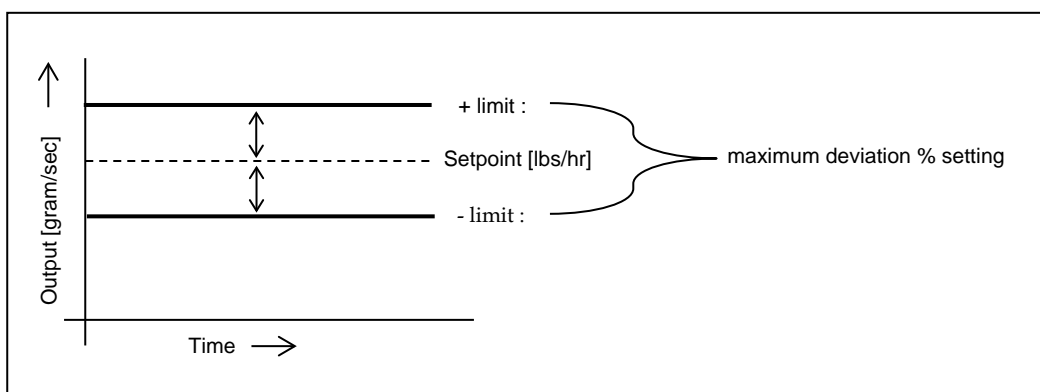 + limit :
Setpoint [lbs/hr]
maximum deviation % setting
- limit :
Output [gram/sec]
Time